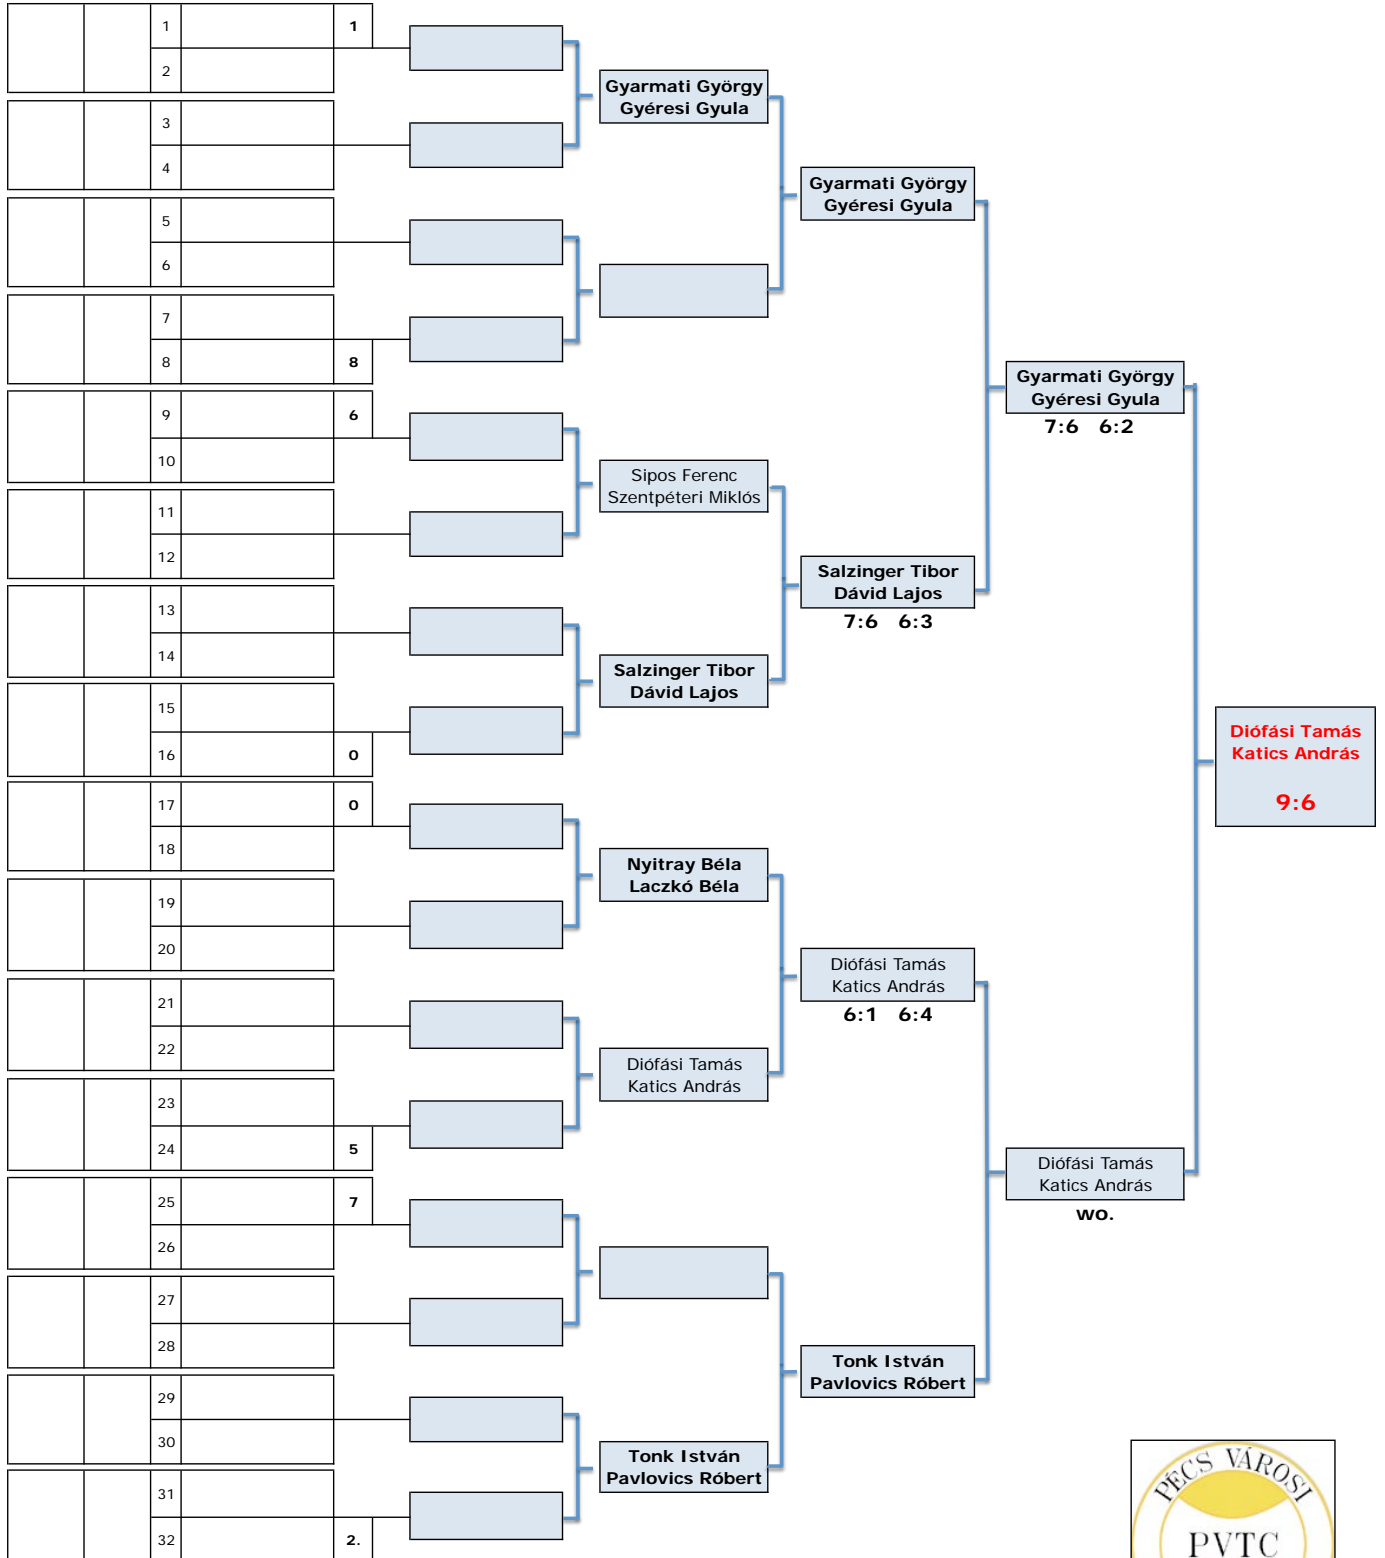 1 1
2
Gyarmati György
Gyéresi Gyula
3
4
Gyarmati György
Gyéresi Gyula
5
6
7
8 8
Gyarmati György
Gyéresi Gyula
7:6 6:2
9 6
10
Sipos Ferenc
Szentpéteri Miklós
11
12
Salzinger Tibor
Dávid Lajos
7:6 6:3
13
14
Salzinger Tibor
Dávid Lajos
15
16 0
Diófási Tamás
Katics András
9:6
17 0
18
Nyitray Béla
Laczkó Béla
19
20
Diófási Tamás
Katics András
6:1 6:4
21
22
Diófási Tamás
Katics András
23
24 5
Diófási Tamás
Katics András
wo.
25 7
26
27
28
Tonk István
Pavlovics Róbert
29
30
Tonk István
Pavlovics Róbert
31
32 2.
PÉCS VÁROSI
PVTC